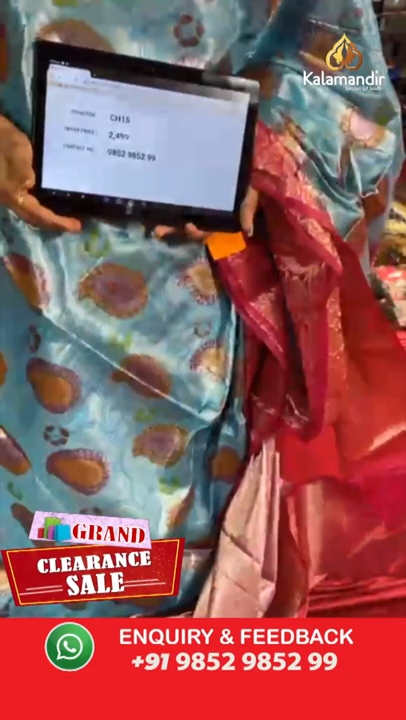 Kalamandir
CH15
2,499
9852 9852 99
GRAND
CLEARANCE
SALE
ENQUIRY & FEEDBACK
+91 9852 9852 99